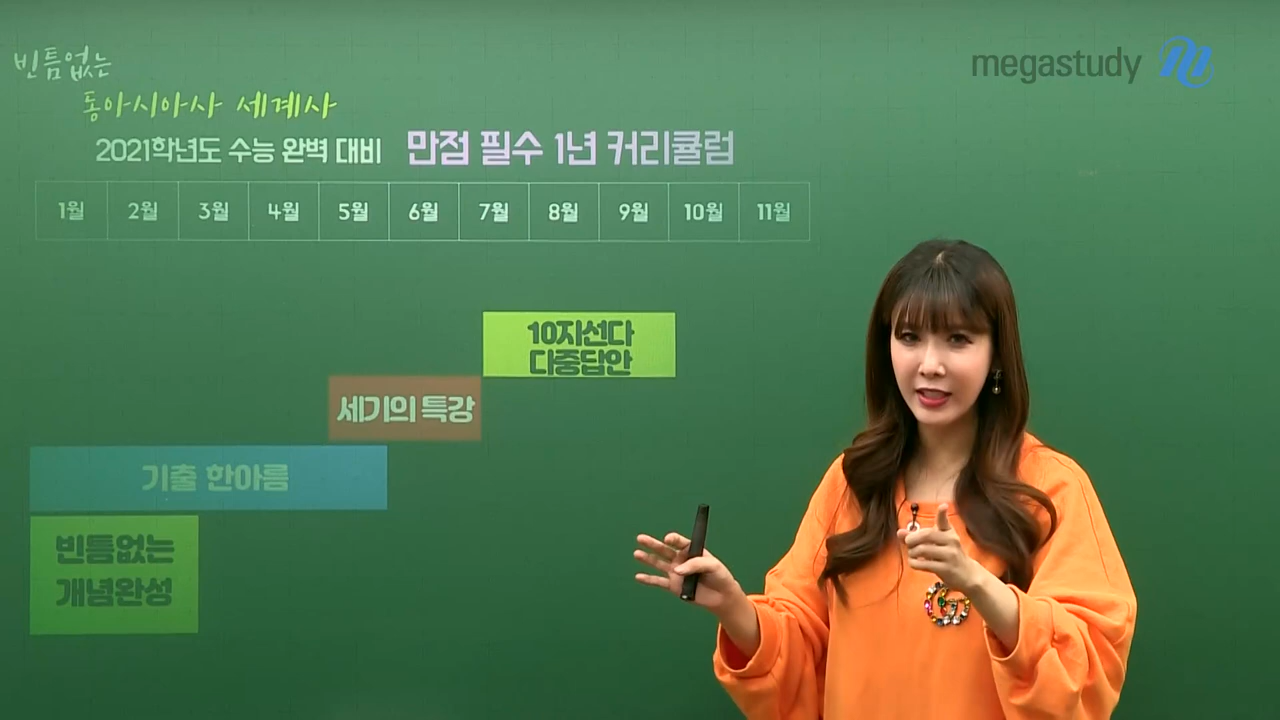 빈틈없는
동아시아사 세계사
2021학년도 수능 완벽 대비 만점 필수 1년 커리큘럼
megastudy
1월 2월 3월 4월 5월 6월 7월 8월 9월 10월 11월
10지선다
다중답안
세기의 특강
기출 한아름
빈틈없는
개념완성